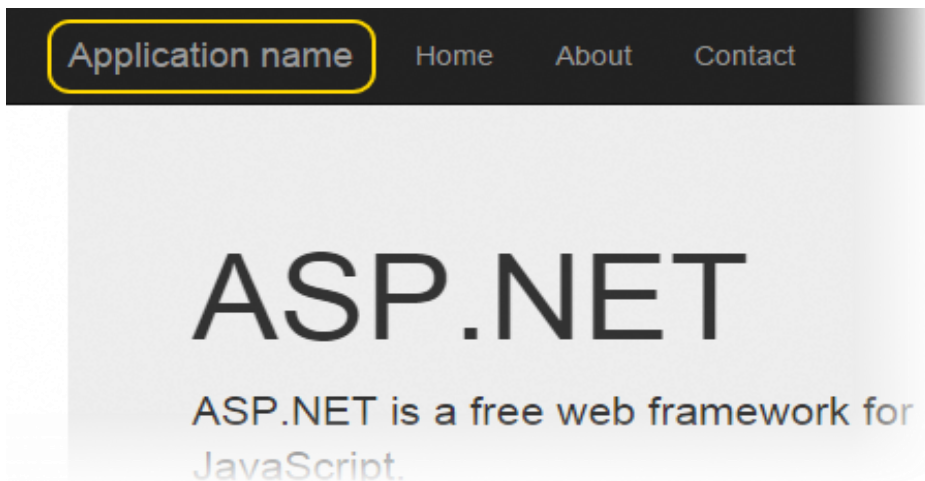 Application name Home About Contact
ASP.NET
ASP.NET is a free web framework for
JavaScript.